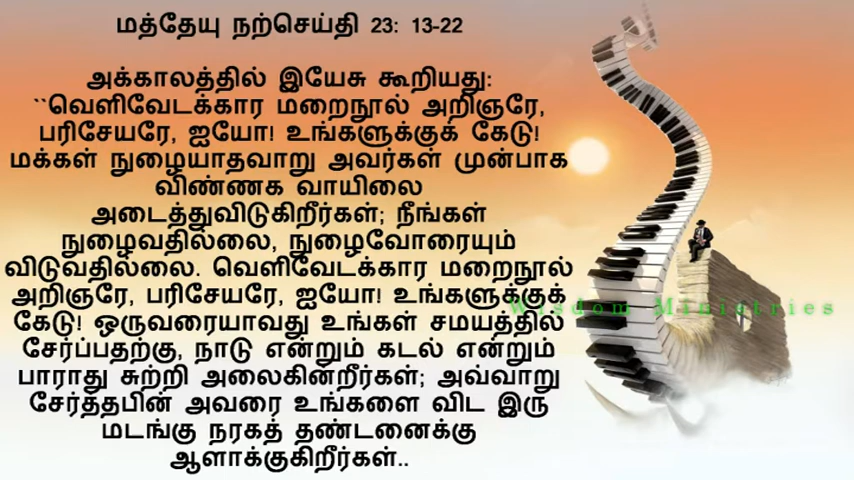 மத்தேயு நற்செய்தி 23: 13-22
அக்காலத்தில் இயேசு கூறியது:
``வெளிவேடக்கார மறைநூல் அறிஞரே,
பரிசேயரே, ஐயோ! உங்களுக்குக் கேடு!
மக்கள் நுழையாதவாறு அவர்கள் முன்பாக
விண்ணக வாயிலை
அடைத்துவிடுகிறீர்கள்; நீங்கள்
நுழைவதில்லை, நுழைவோரையும்
விடுவதில்லை. வெளிவேடக்கார மறைநூல்
அறிஞரே, பரிசேயரே, ஐயோ! உங்களுக்குக்
கேடு! ஒருவரையாவது உங்கள் சமயத்தில்
சேர்ப்பதற்கு, நாடு என்றும் கடல் என்றும்
பாராது சுற்றி அலைகின்றீர்கள்; அவ்வாறு
சேர்த்தபின் அவரை உங்களை விட இரு
மடங்கு நரகத் தண்டனைக்கு
ஆளாக்குகிறீர்கள்..
Wisdom Ministries